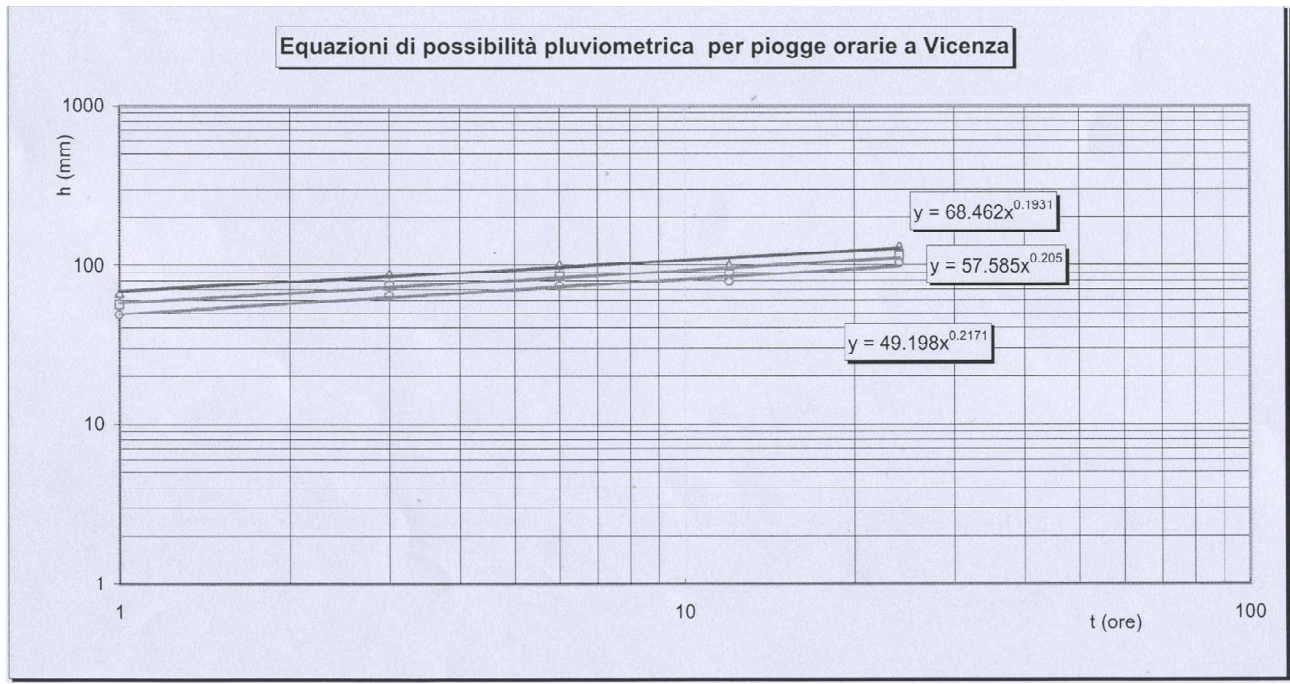 Equazioni di possibilità pluviometrica per piogge orarie a Vicenza
1000
h (mm)
y = 68.462x^0.1931
100
y = 57.585x^0.205
y = 49.198x^0.2171
10
1
1
10
100
t (ore)